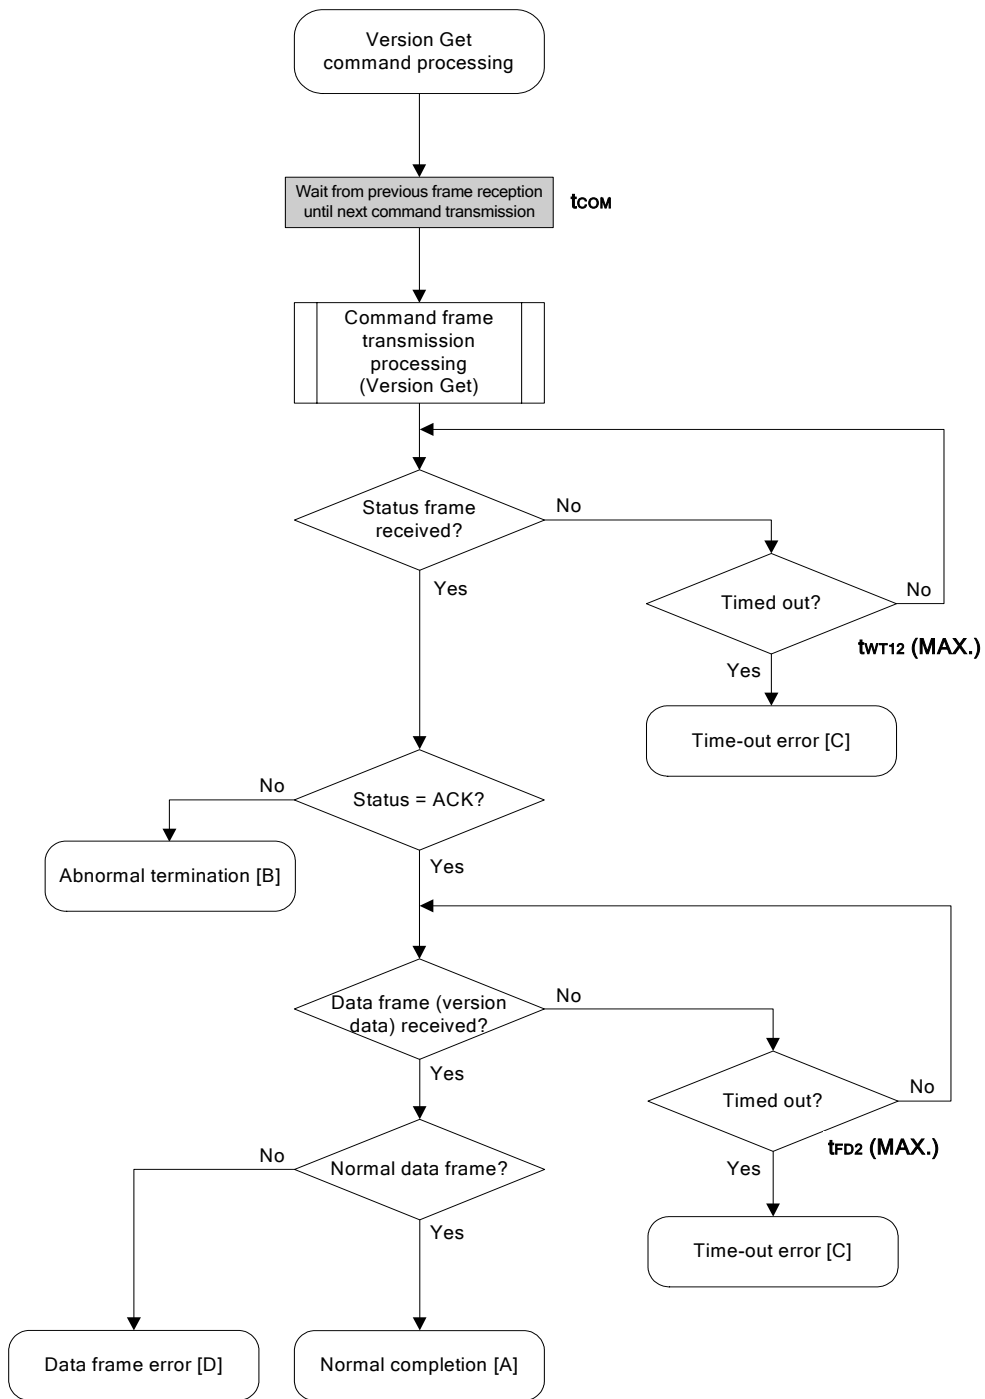 Version Get
command processing
Wait from previous frame reception
until next command transmission
tCOM
Command frame
transmission
processing
(Version Get)
Status frame
received?
No
Yes
Timed out?
No
tWT12 (MAX.)
Yes
Time-out error [C]
Status = ACK?
No
Abnormal termination [B]
Yes
Data frame (version
data) received?
No
Yes
Timed out?
No
tFD2 (MAX.)
Yes
Time-out error [C]
Normal data frame?
No
Yes
Data frame error [D]
Normal completion [A]